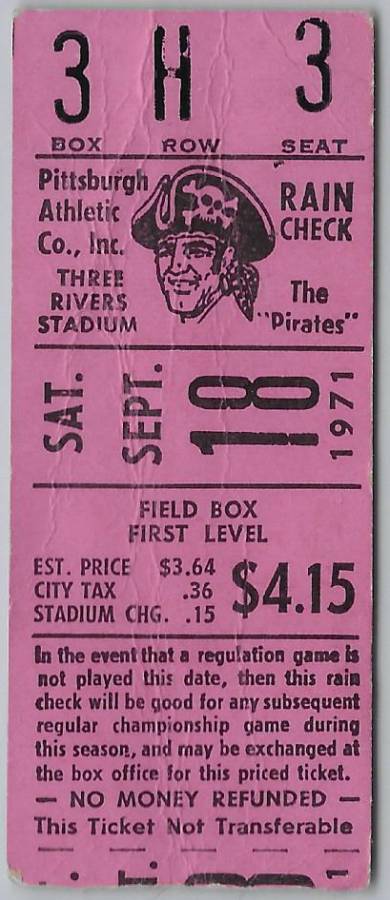 3 H 3
BOX ROW SEAT
Pittsburgh
Athletic
Co., Inc.
THREE
RIVERS
STADIUM
RAIN
CHECK
The
"Pirates"
SAT. SEPT. 18 1971
FIELD BOX
FIRST LEVEL
EST. PRICE $3.64
CITY TAX .36
STADIUM CHG. .15
$4.15
In the event that a regulation game is
not played this date, then this rain
check will be good for any subsequent
regular championship game during
this season, and may be exchanged at
the box office for this priced ticket.
— NO MONEY REFUNDED —
This Ticket Not Transferable